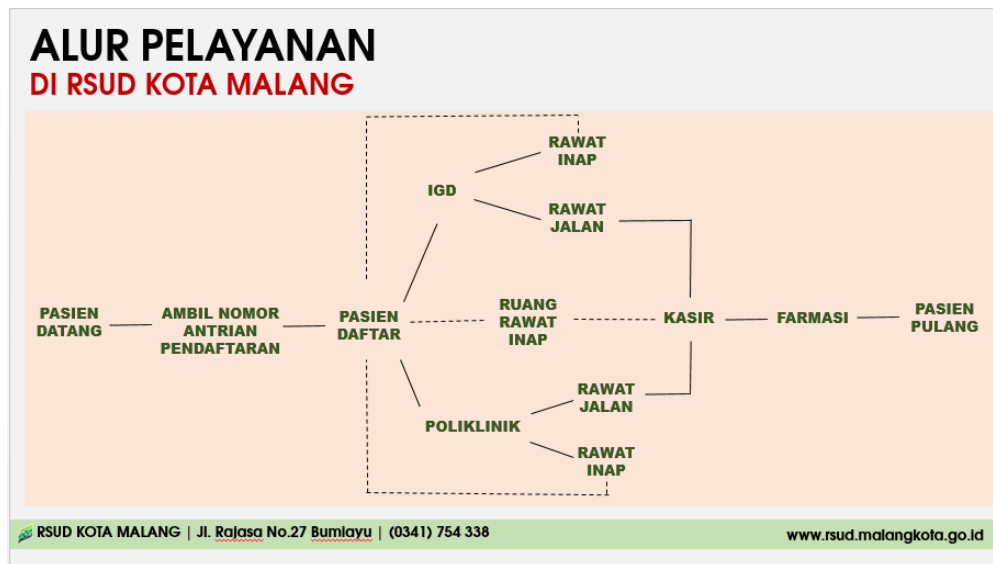 ALUR PELAYANAN
DI RSUD KOTA MALANG
RAWAT
INAP
IGD
RAWAT
JALAN
PASIEN
DATANG
AMBIL NOMOR
ANTRIAN
PENDAFTARAN
PASIEN
DAFTAR
RUANG
RAWAT
INAP
KASIR
FARMASI
PASIEN
PULANG
RAWAT
JALAN
POLIKLINIK
RAWAT
INAP
RSUD KOTA MALANG | Jl. Rajasa No.27 Bumiayu | (0341) 754 338
www.rsud.malangkota.go.id